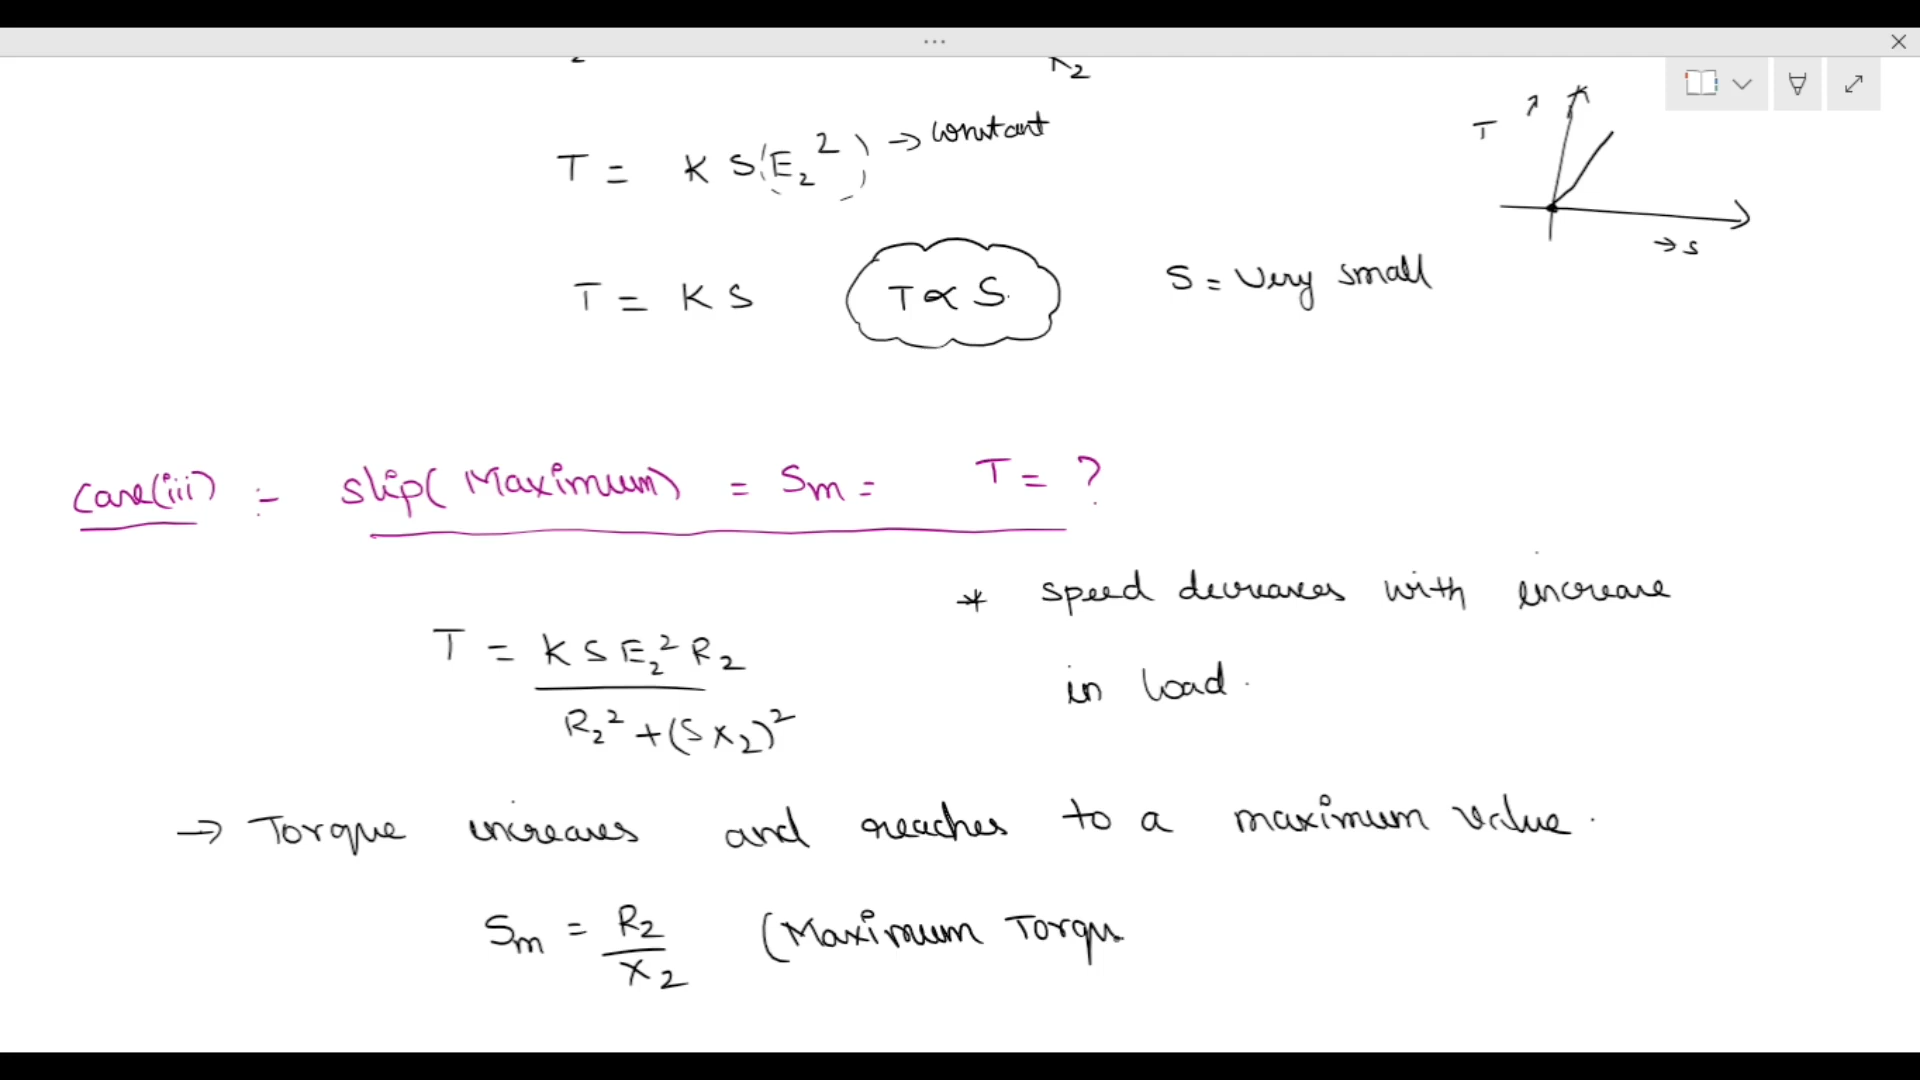 T = K S (E₂²) → constant
T ↗
→ s
T = K S
T ∝ S
S = Very small
Case(iii) :- slip( Maximum) = Sm = T = ?
T = K S E₂² R₂
R₂² + (S X₂)²
* speed decreases with increase
in load.
→ Torque increases and reaches to a maximum value.
Sm = R₂ (Maximum Torqu
X₂